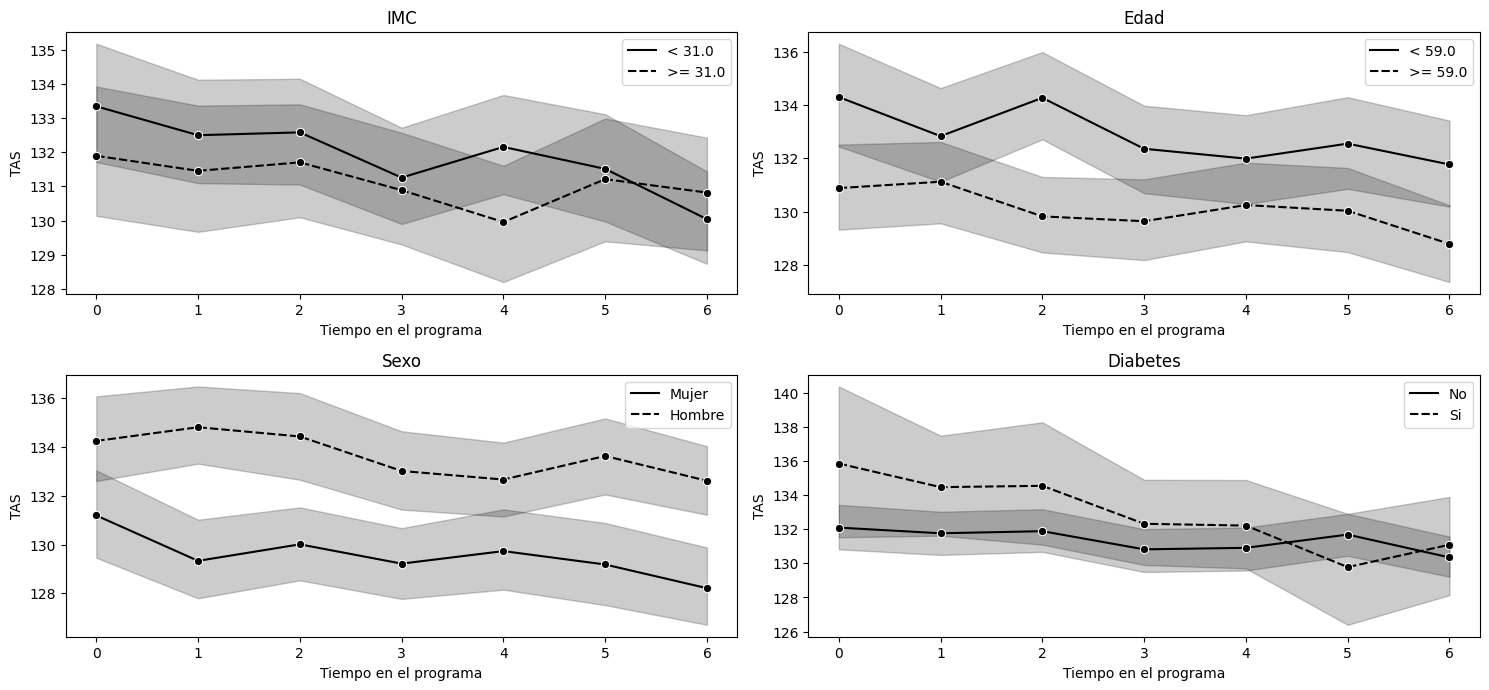 IMC
< 31.0
>= 31.0
TAS
135
134
133
132
131
130
129
128
0 1 2 3 4 5 6
Tiempo en el programa
Edad
< 59.0
>= 59.0
TAS
136
134
132
130
128
0 1 2 3 4 5 6
Tiempo en el programa
Sexo
Mujer
Hombre
TAS
136
134
132
130
128
0 1 2 3 4 5 6
Tiempo en el programa
Diabetes
No
Si
TAS
140
138
136
134
132
130
128
126
0 1 2 3 4 5 6
Tiempo en el programa